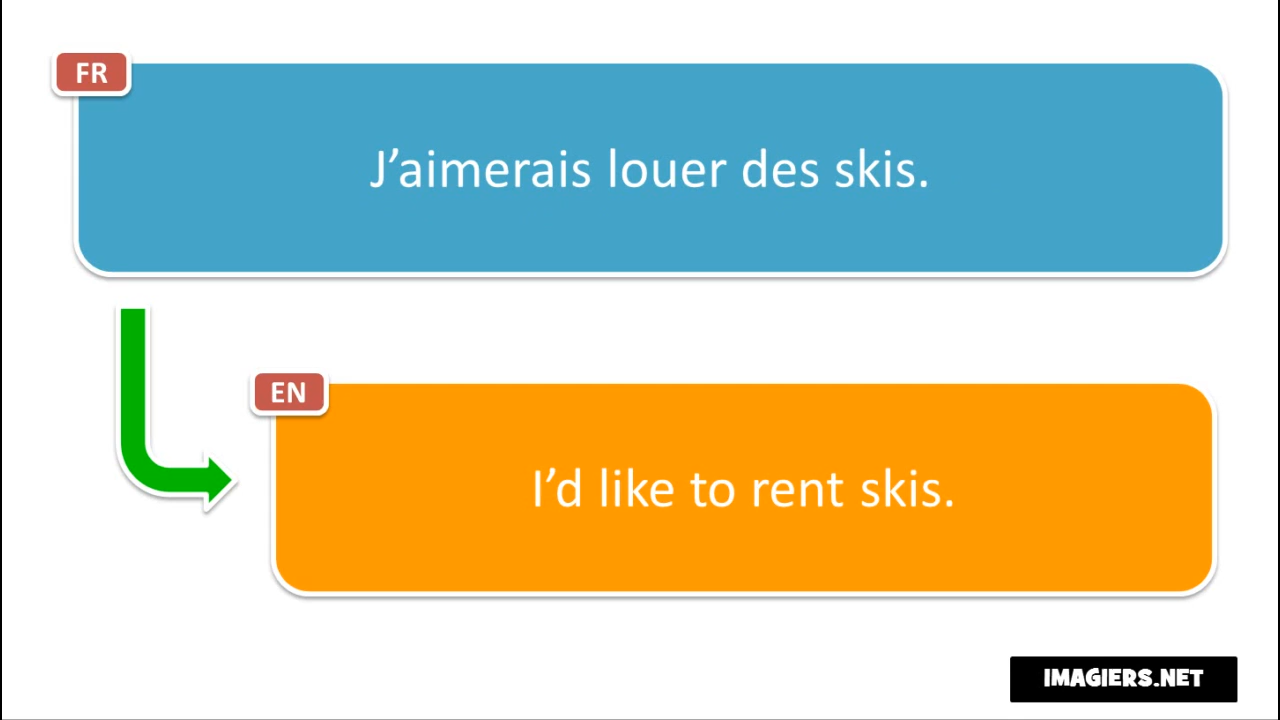 FR
J’aimerais louer des skis.
EN
I’d like to rent skis.
IMAGIERS.NET